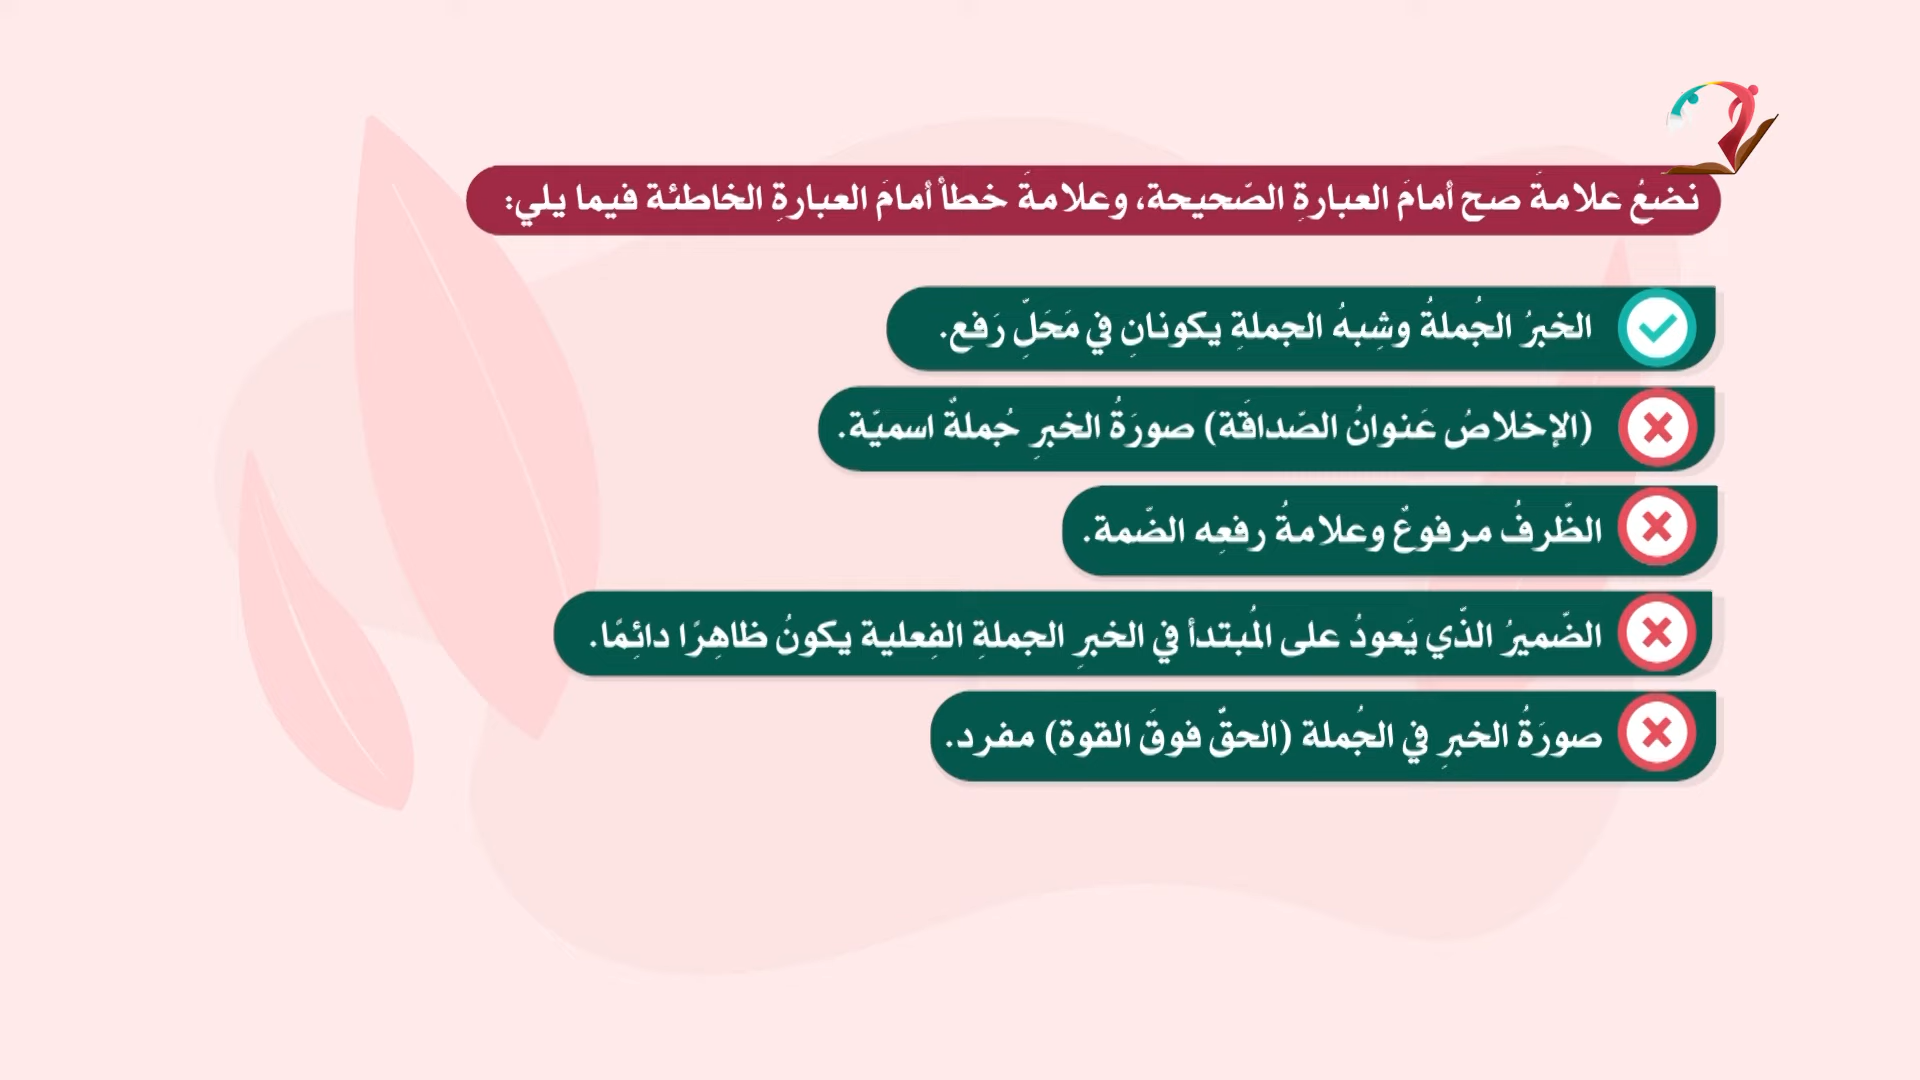 نضعُ علامةَ صح أمامَ العبارةِ الصّحيحة، وعلامةَ خطأ أمامَ العبارةِ الخاطئة فيما يلي:
الخبرُ الجُملةُ وشِبهُ الجملةِ يكونانِ في مَحَلِّ رَفع.
(الإخلاصُ عَنوانُ الصّداقَة) صورَةُ الخبرِ جُملةٌ اسميّة.
الظّرفُ مرفوعٌ وعلامةُ رفعِه الضّمة.
الضّميرُ الذّي يَعودُ على المُبتدأ في الخبرِ الجملةِ الفِعلية يكونُ ظاهِرًا دائِمًا.
صورَةُ الخبرِ في الجُملة (الحقّ فوقَ القوة) مفرد.